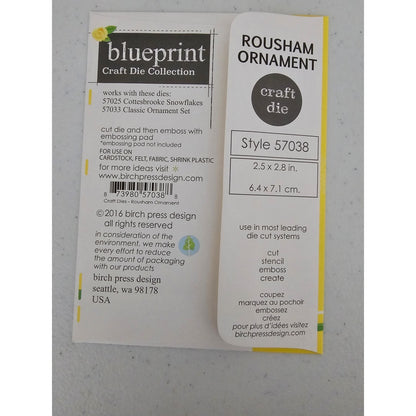 blueprint
Craft Die Collection
works with these dies:
57025 Cottesbrooke Snowflakes
57033 Classic Ornament Set
cut die and then emboss with
embossing pad
*embossing pad not included
FOR USE ON
CARDSTOCK, FELT, FABRIC, SHRINK PLASTIC
for more ideas visit
www.birchpressdesign.com
8 73980 57038 8
Craft Dies - Rousham Ornament
©2016 birch press design
all rights reserved
in consideration of the
environment, we make
every effort to reduce
the amount of packaging
with our products
birch press design
seattle, wa 98178
USA
ROUSHAM
ORNAMENT
craft
die
Style 57038
2.5 x 2.8 in.
6.4 x 7.1 cm.
use in most leading
die cut systems
cut
stencil
emboss
create
coupez
marquez au pochoir
embossez
créez
pour plus d'idées visitez
birchpressdesign.com